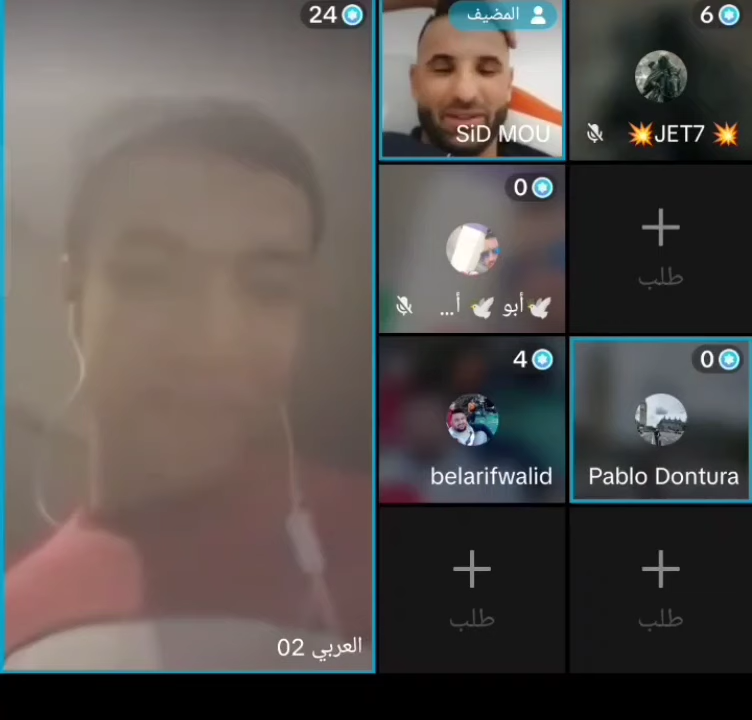 24
المضيف
SiD MOU
6
💥JET7 💥
0
🕊️أبو 🕊️ أ...
طلب
4
belarifwalid
0
Pablo Dontura
العربي 02
طلب
طلب